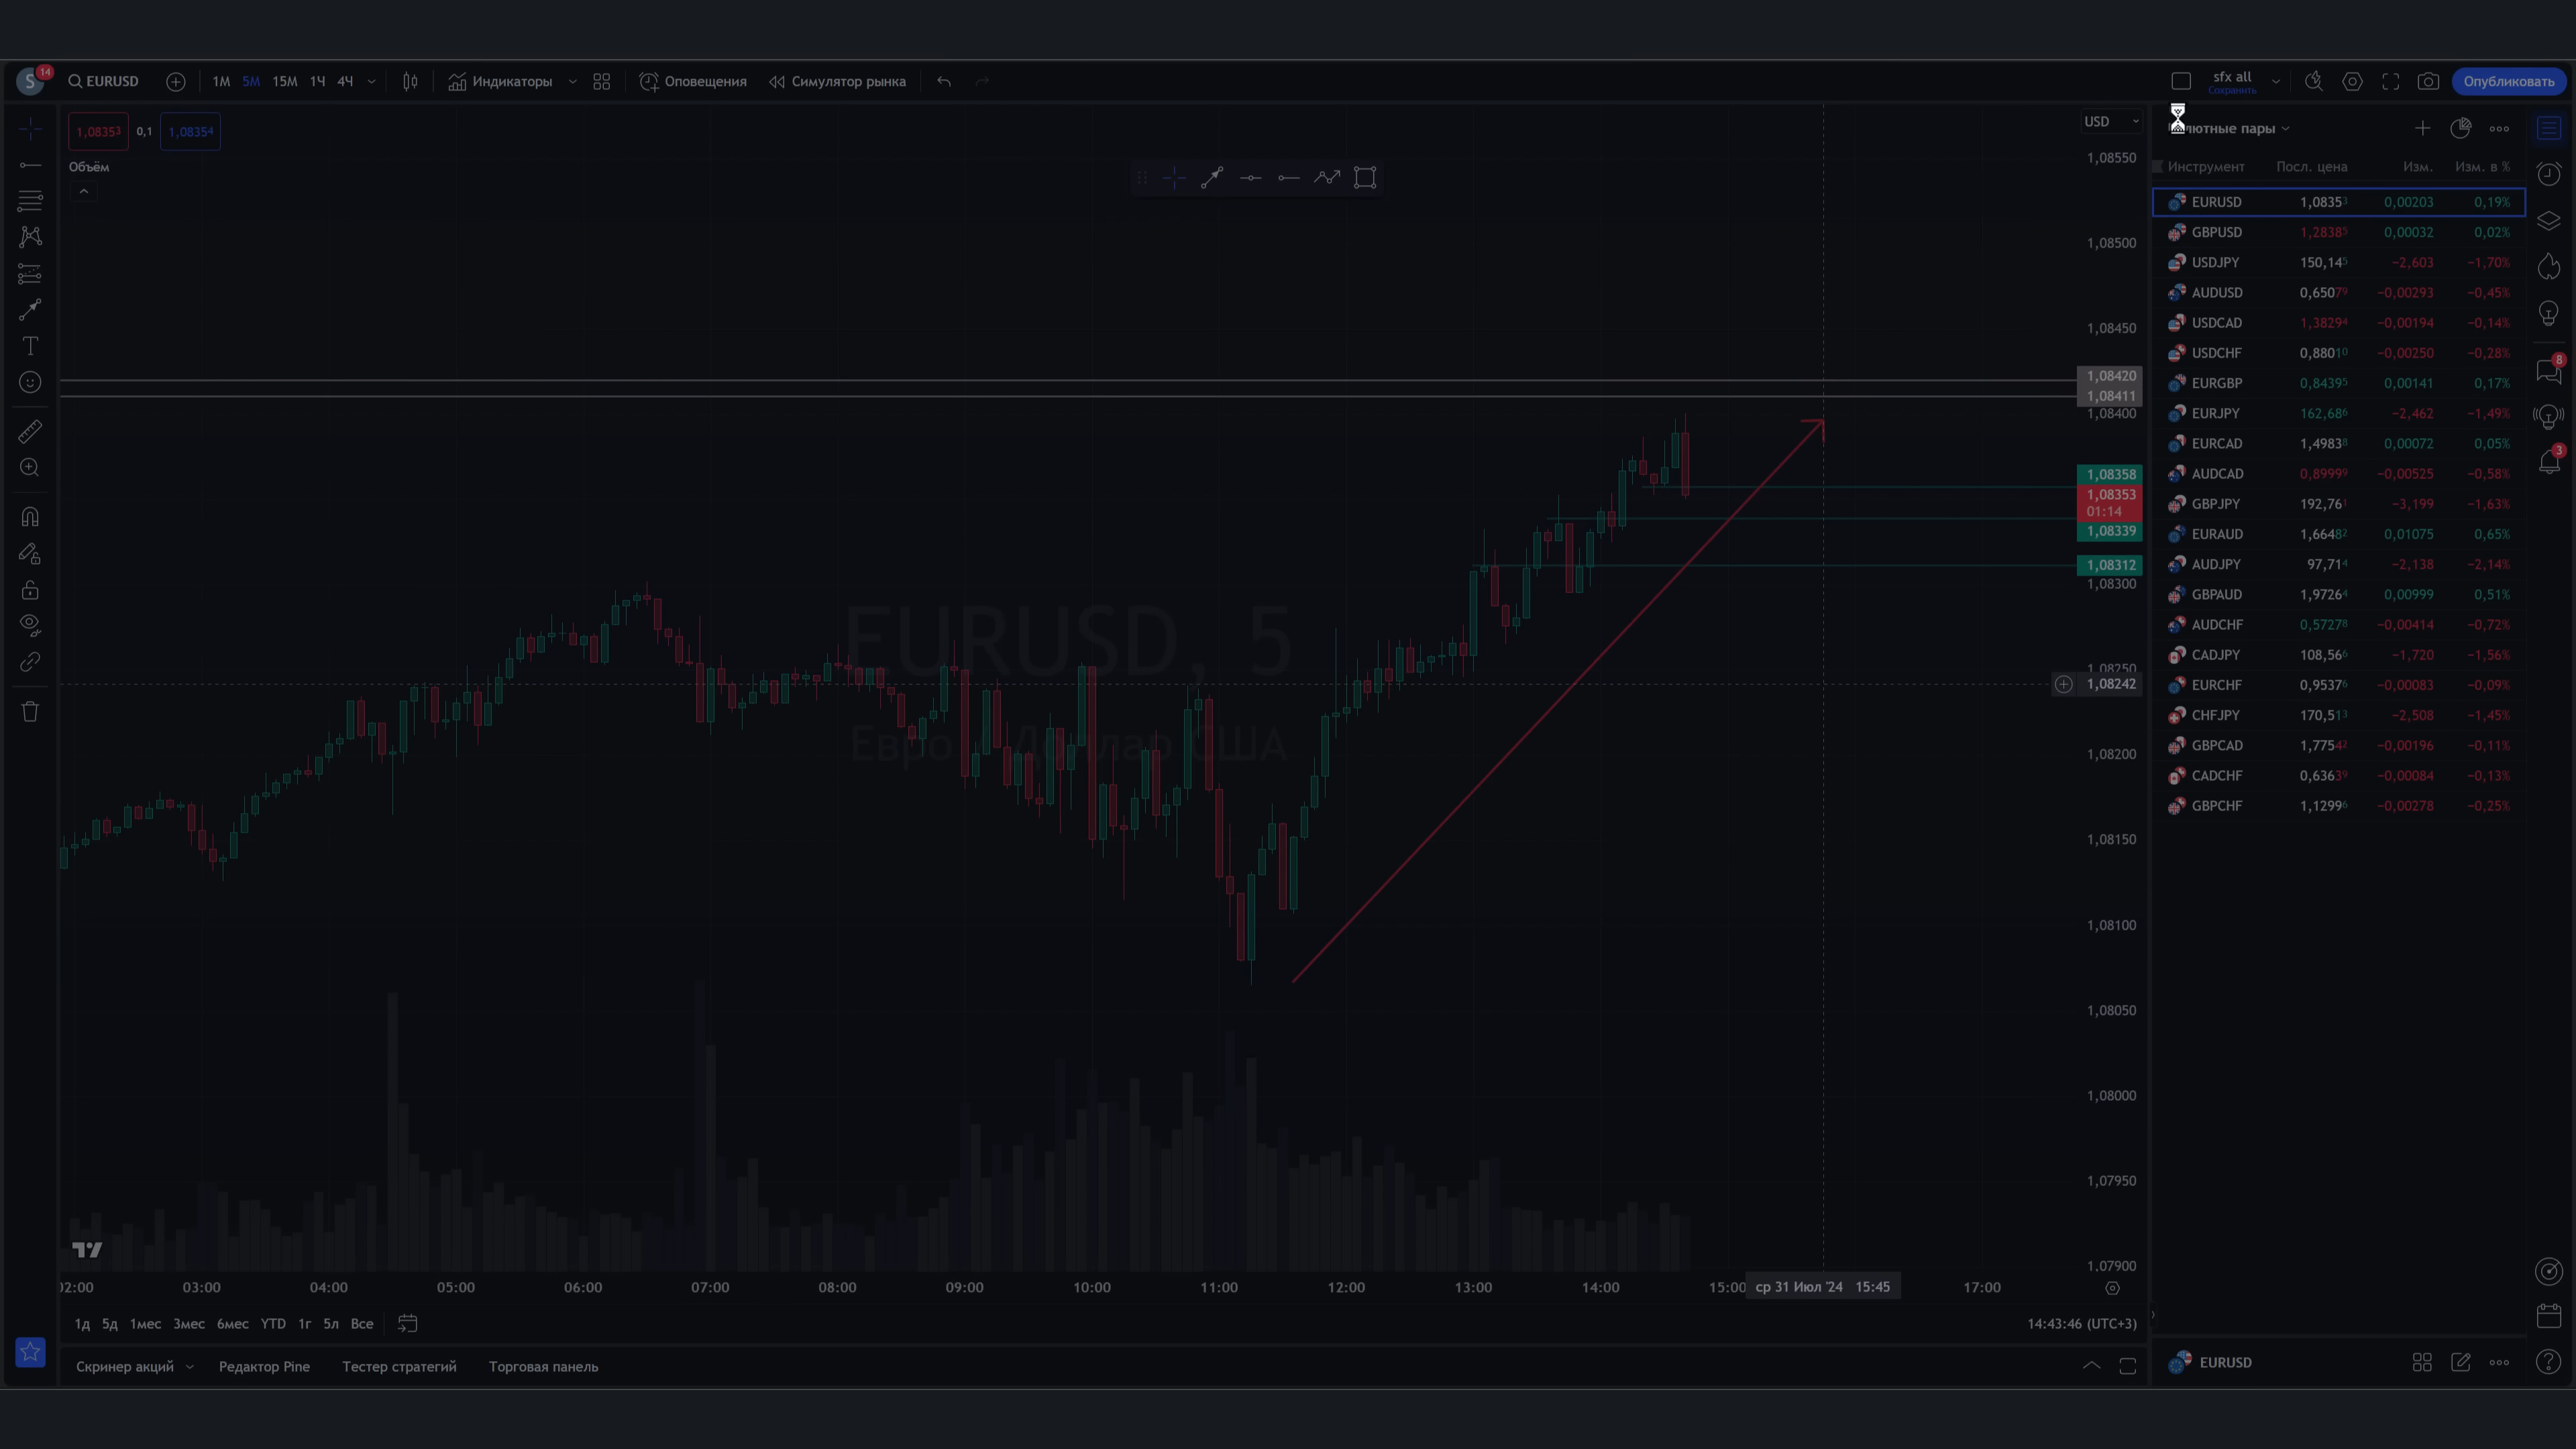 S 14 EURUSD 1М 5М 15М 1Ч 4Ч Индикаторы Оповещения Симулятор рынка sfx all Сохранить Опубликовать
1,08353 0,1 1,08354
Объём
USD
1,08550
1,08500
1,08450
1,08420
1,08411
1,08400
1,08358
1,08353
01:14
1,08339
1,08312
1,08300
1,08250
1,08242
1,08200
1,08150
1,08100
1,08050
1,08000
1,07950
1,07900
EURUSD, 5
Евро Доллар США
02:00 03:00 04:00 05:00 06:00 07:00 08:00 09:00 10:00 11:00 12:00 13:00 14:00 15:00 ср 31 Июл '24 15:45 17:00
1д 5д 1мес 3мес 6мес YTD 1г 5л Все 14:43:46 (UTC+3)
Скринер акций Редактор Pine Тестер стратегий Торговая панель
пары
Инструмент Посл. цена Изм. Изм. в %
EURUSD 1,08353 0,00203 0,19%
GBPUSD 1,28385 0,00032 0,02%
USDJPY 150,145 −2,603 −1,70%
AUDUSD 0,65079 −0,00293 −0,45%
USDCAD 1,38294 −0,00194 −0,14%
USDCHF 0,88010 −0,00250 −0,28%
EURGBP 0,84395 0,00141 0,17%
EURJPY 162,686 −2,462 −1,49%
EURCAD 1,49838 0,00072 0,05%
AUDCAD 0,89999 −0,00525 −0,58%
GBPJPY 192,761 −3,199 −1,63%
EURAUD 1,66482 0,01075 0,65%
AUDJPY 97,714 −2,138 −2,14%
GBPAUD 1,97264 0,00999 0,51%
AUDCHF 0,57278 −0,00414 −0,72%
CADJPY 108,566 −1,720 −1,56%
EURCHF 0,95376 −0,00083 −0,09%
CHFJPY 170,513 −2,508 −1,45%
GBPCAD 1,77542 −0,00196 −0,11%
CADCHF 0,63639 −0,00084 −0,13%
GBPCHF 1,12996 −0,00278 −0,25%
8
3
EURUSD